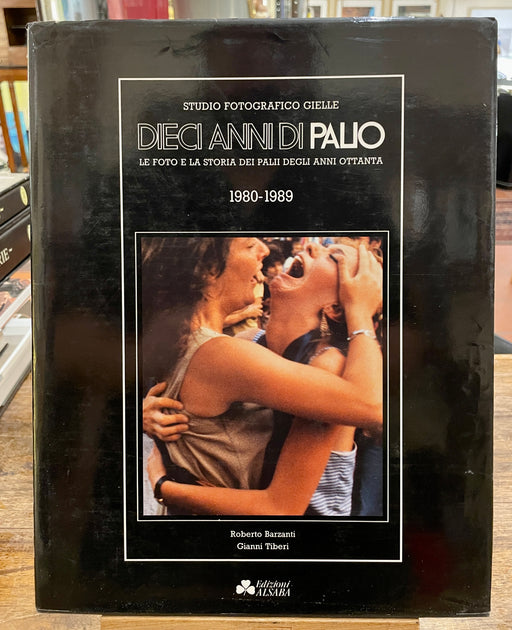 STUDIO FOTOGRAFICO GIELLE
DIECI ANNI DI PALIO
LE FOTO E LA STORIA DEI PALII DEGLI ANNI OTTANTA
1980-1989
Roberto Barzanti
Gianni Tiberi
Edizioni
ALSABA